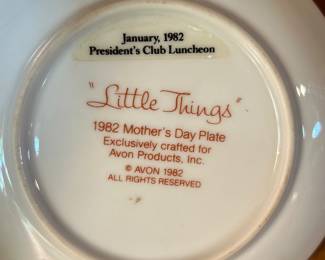 January, 1982
President's Club Luncheon
"Little Things"
1982 Mother's Day Plate
Exclusively crafted for
Avon Products, Inc.
© AVON 1982
ALL RIGHTS RESERVED